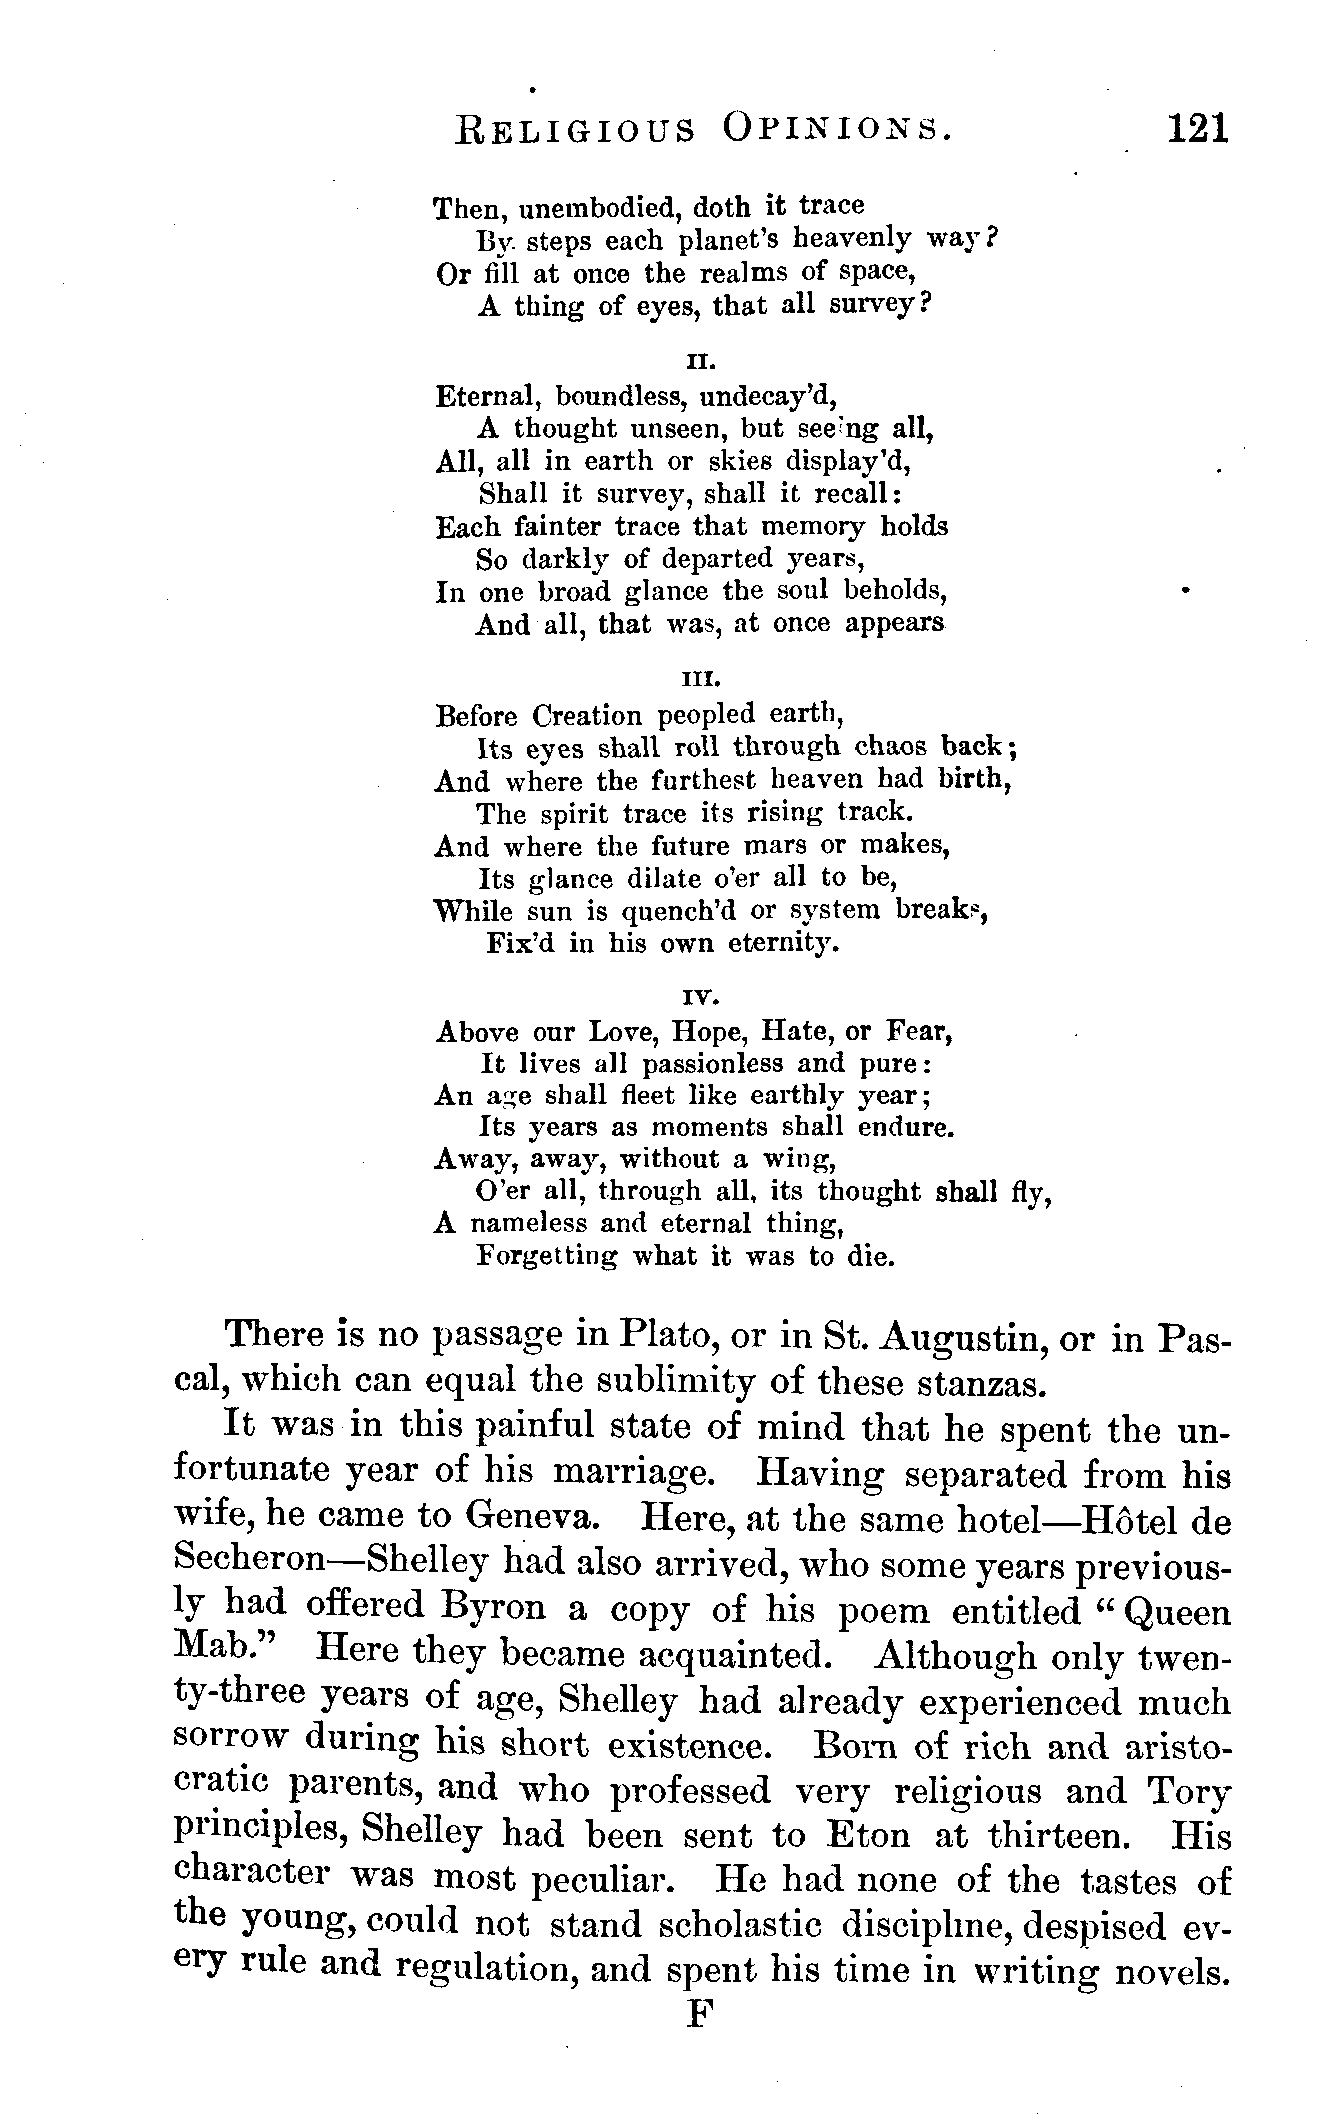 RELIGIOUS OPINIONS. 121
Then, unembodied, doth it trace
By steps each planet's heavenly way?
Or fill at once the realms of space,
A thing of eyes, that all survey?
II.
Eternal, boundless, undecay'd,
A thought unseen, but seeing all,
All, all in earth or skies display'd,
Shall it survey, shall it recall:
Each fainter trace that memory holds
So darkly of departed years,
In one broad glance the soul beholds,
And all, that was, at once appears
III.
Before Creation peopled earth,
Its eyes shall roll through chaos back;
And where the furthest heaven had birth,
The spirit trace its rising track.
And where the future mars or makes,
Its glance dilate o'er all to be,
While sun is quench'd or system breaks,
Fix'd in his own eternity.
IV.
Above our Love, Hope, Hate, or Fear,
It lives all passionless and pure:
An age shall fleet like earthly year;
Its years as moments shall endure.
Away, away, without a wing,
O'er all, through all, its thought shall fly,
A nameless and eternal thing,
Forgetting what it was to die.
There is no passage in Plato, or in St. Augustin, or in Pas-
cal, which can equal the sublimity of these stanzas.
It was in this painful state of mind that he spent the un-
fortunate year of his marriage. Having separated from his
wife, he came to Geneva. Here, at the same hotel—Hôtel de
Secheron—Shelley had also arrived, who some years previous-
ly had offered Byron a copy of his poem entitled "Queen
Mab." Here they became acquainted. Although only twen-
ty-three years of age, Shelley had already experienced much
sorrow during his short existence. Born of rich and aristo-
cratic parents, and who professed very religious and Tory
principles, Shelley had been sent to Eton at thirteen. His
character was most peculiar. He had none of the tastes of
the young, could not stand scholastic discipline, despised ev-
ery rule and regulation, and spent his time in writing novels.
F